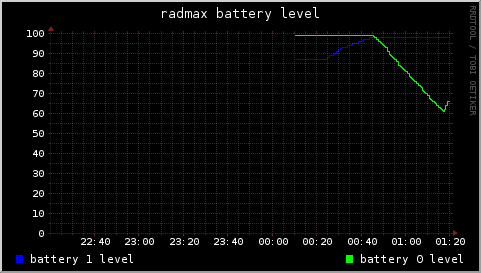 radmax battery level
100
90
80
70
60
50
40
30
20
10
0
22:40 23:00 23:20 23:40 00:00 00:20 00:40 01:00 01:20
battery 1 level battery 0 level
RRDTOOL / TOBI OETIKER